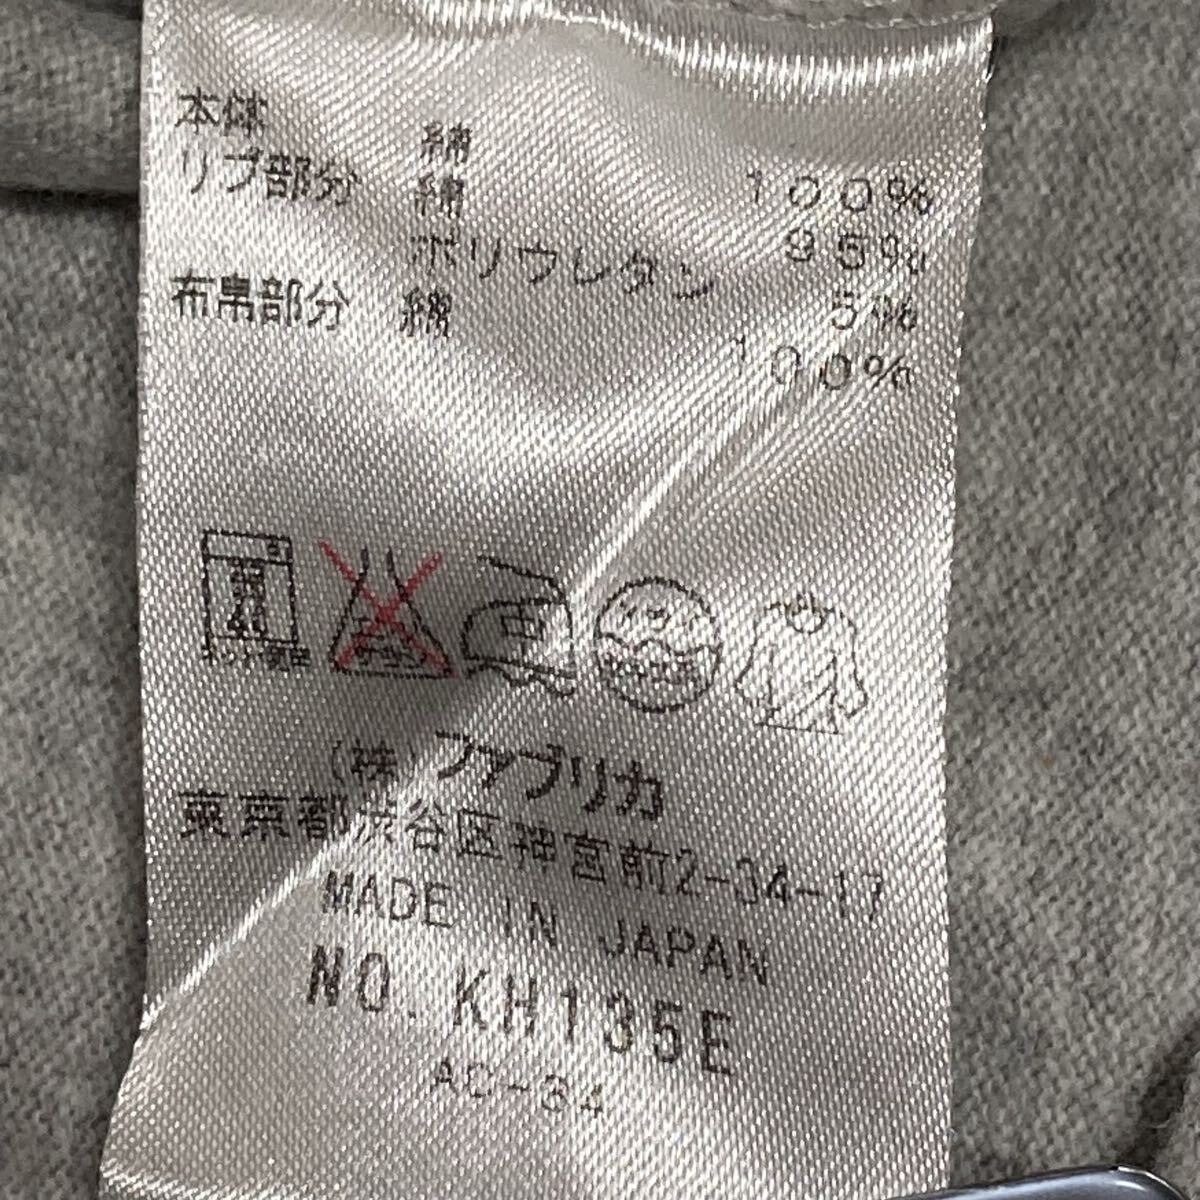 本体 綿 100%
リブ部分 綿 95%
ポリウレタン 5%
布帛部分 綿 100%
40
(株)ファブリカ
東京都渋谷区神宮前2-34-17
MADE IN JAPAN
NO. KH135E
AC-34